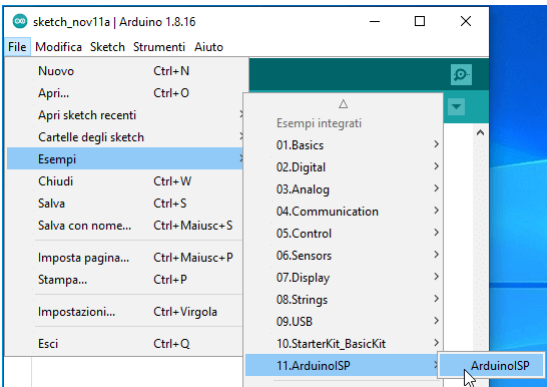 sketch_nov11a | Arduino 1.8.16
File Modifica Sketch Strumenti Aiuto
Nuovo Ctrl+N
Apri... Ctrl+O
Apri sketch recenti
Cartelle degli sketch
Esempi
Chiudi Ctrl+W
Salva Ctrl+S
Salva con nome... Ctrl+Maiusc+S
Imposta pagina... Ctrl+Maiusc+P
Stampa... Ctrl+P
Impostazioni... Ctrl+Virgola
Esci Ctrl+Q
Esempi integrati
01.Basics
02.Digital
03.Analog
04.Communication
05.Control
06.Sensors
07.Display
08.Strings
09.USB
10.StarterKit_BasicKit
11.ArduinoISP
ArduinoISP